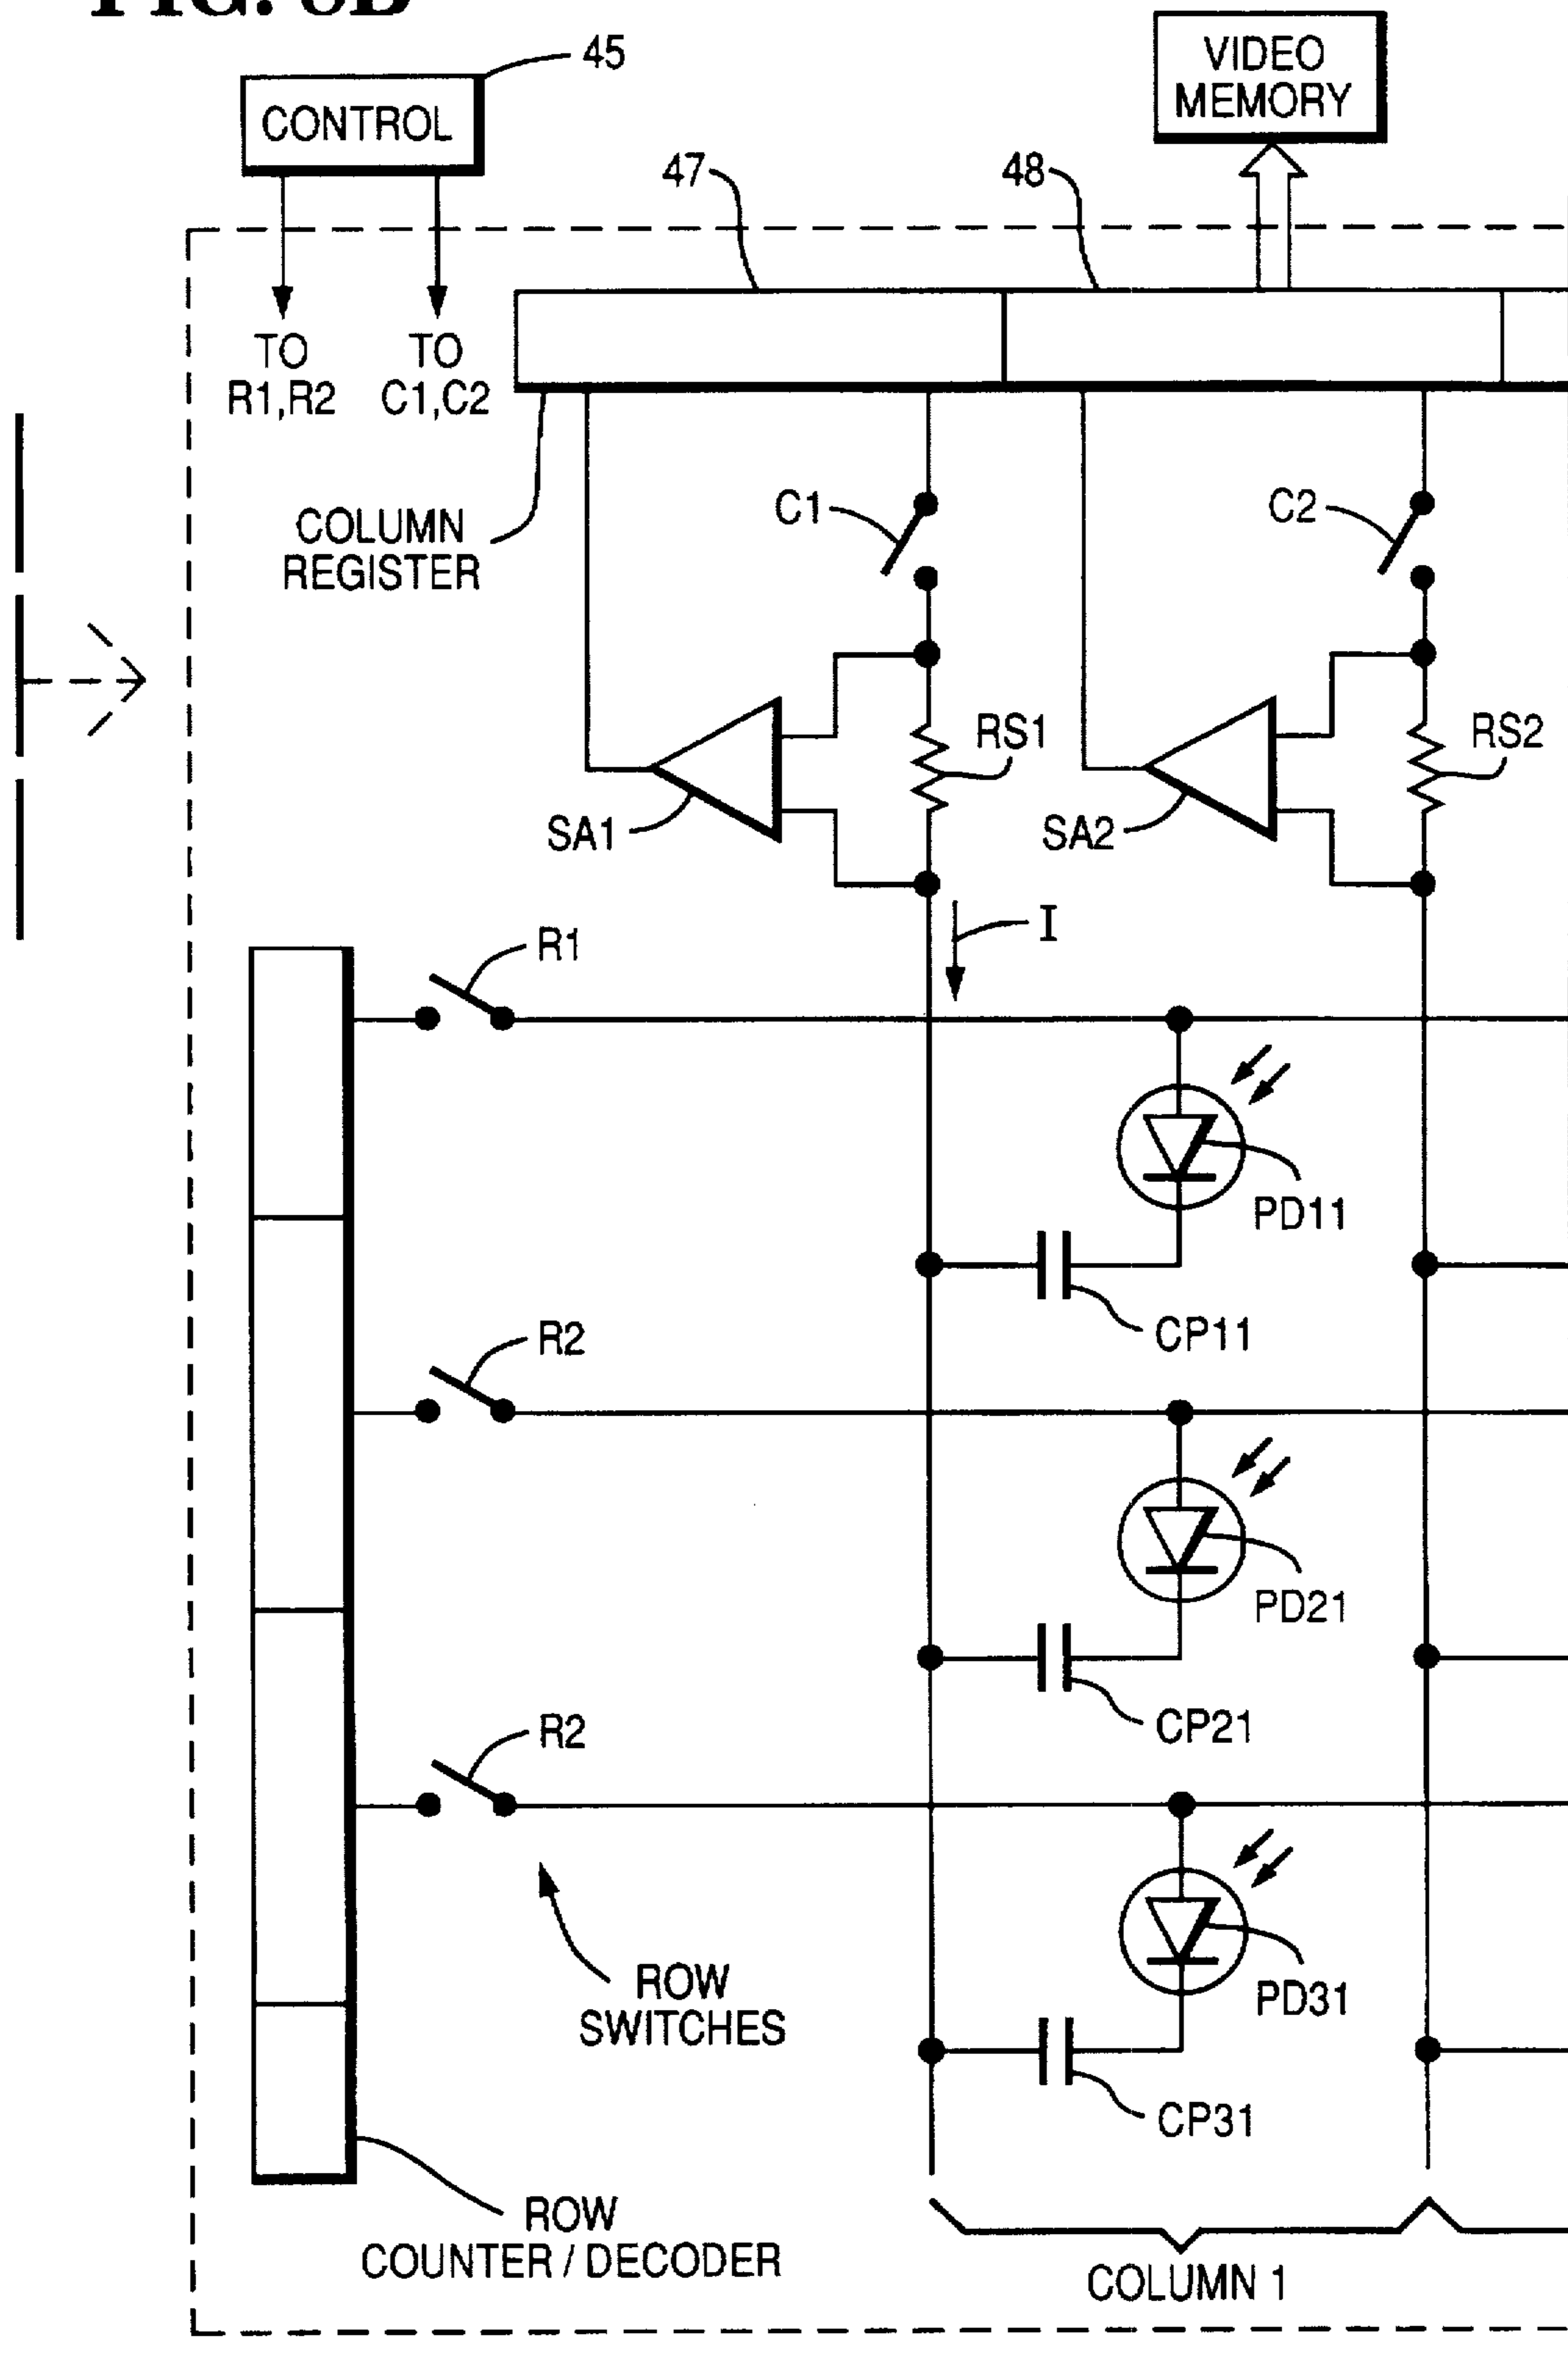 45
CONTROL
VIDEO
MEMORY
47
48
TO
R1,R2
TO
C1,C2
COLUMN
REGISTER
C1
C2
RS1
RS2
SA1
SA2
I
R1
PD11
CP11
R2
PD21
CP21
R2
PD31
CP31
ROW
SWITCHES
ROW
COUNTER / DECODER
COLUMN 1